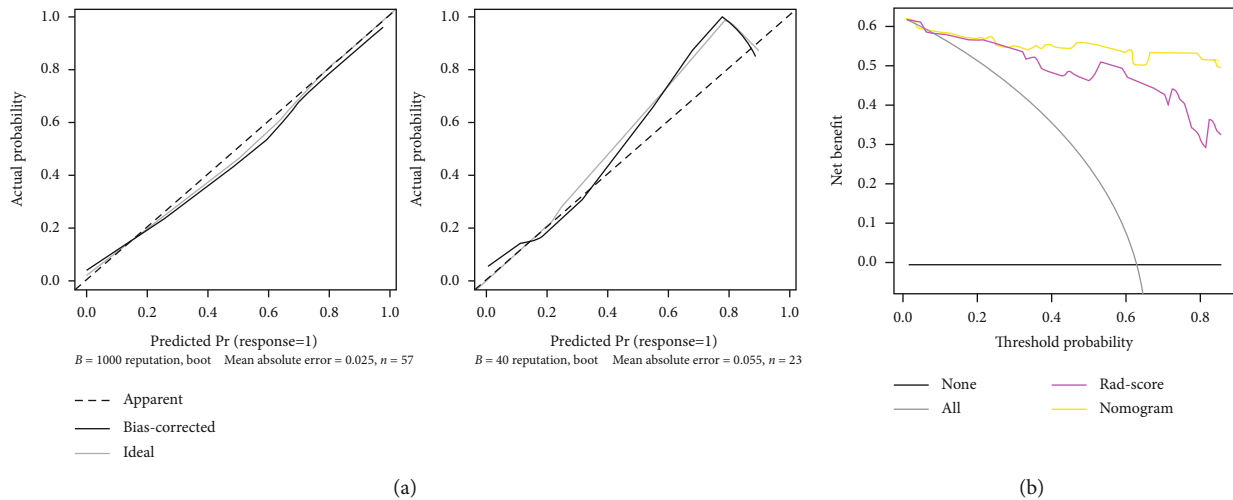 1.0
0.8
0.6
0.4
0.2
0.0
Actual probability
0.0 0.2 0.4 0.6 0.8 1.0
Predicted Pr (response=1)
B = 1000 reputation, boot Mean absolute error = 0.025, n = 57
1.0
0.8
0.6
0.4
0.2
0.0
Actual probability
0.0 0.2 0.4 0.6 0.8 1.0
Predicted Pr (response=1)
B = 40 reputation, boot Mean absolute error = 0.055, n = 23
Apparent
Bias-corrected
Ideal
(a)
0.6
0.5
0.4
0.3
0.2
0.1
0.0
Net benefit
0.0 0.2 0.4 0.6 0.8
Threshold probability
None
All
Rad-score
Nomogram
(b)